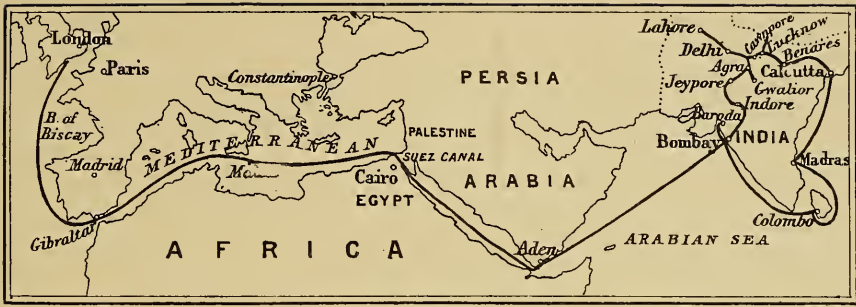 London
Paris
B. of
Biscay
Madrid
Gibraltar
MEDITERRANEAN
Constantinople
PALESTINE
SUEZ CANAL
Cairo
EGYPT
AFRICA
PERSIA
ARABIA
Aden
ARABIAN SEA
Lahore
Delhi
Agra
Jeypore
Cawnpore
Lucknow
Benares
Calcutta
Gwalior
Indore
Baroda
Bombay
INDIA
Madras
Colombo